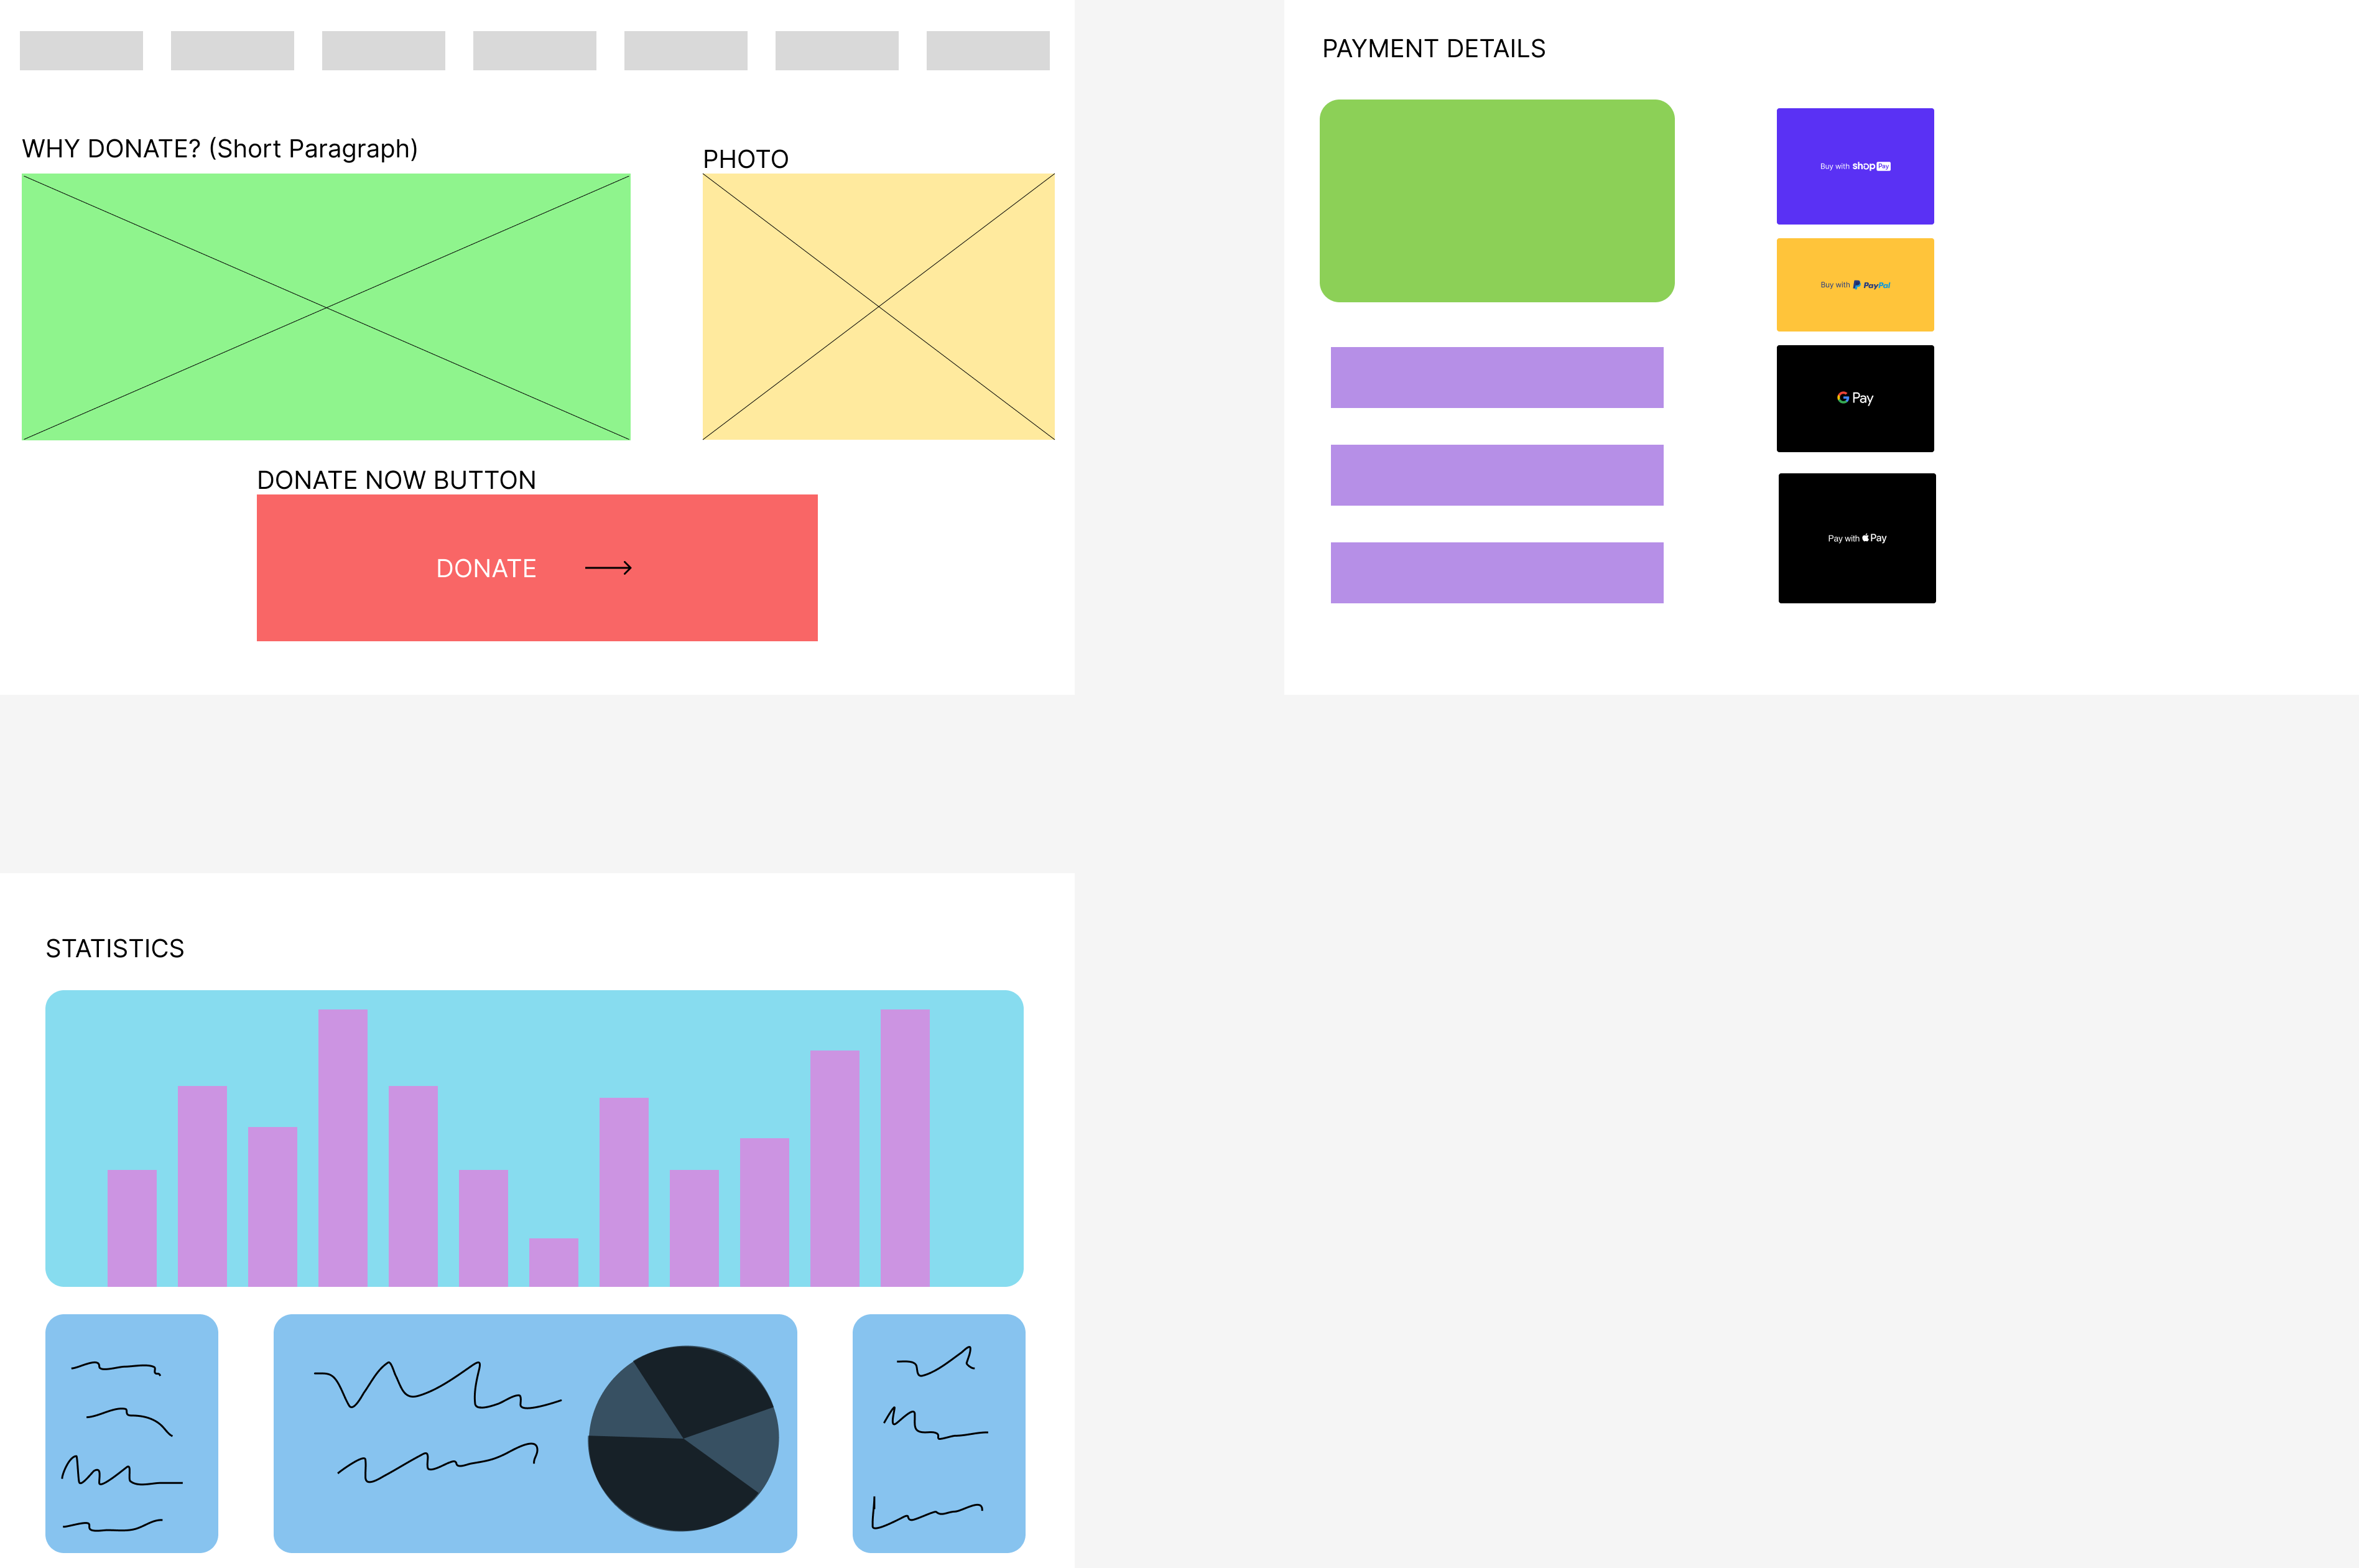 WHY DONATE? (Short Paragraph)
PHOTO
DONATE NOW BUTTON
DONATE
PAYMENT DETAILS
Buy with shop Pay
Buy with PayPal
G Pay
Pay with Pay
STATISTICS